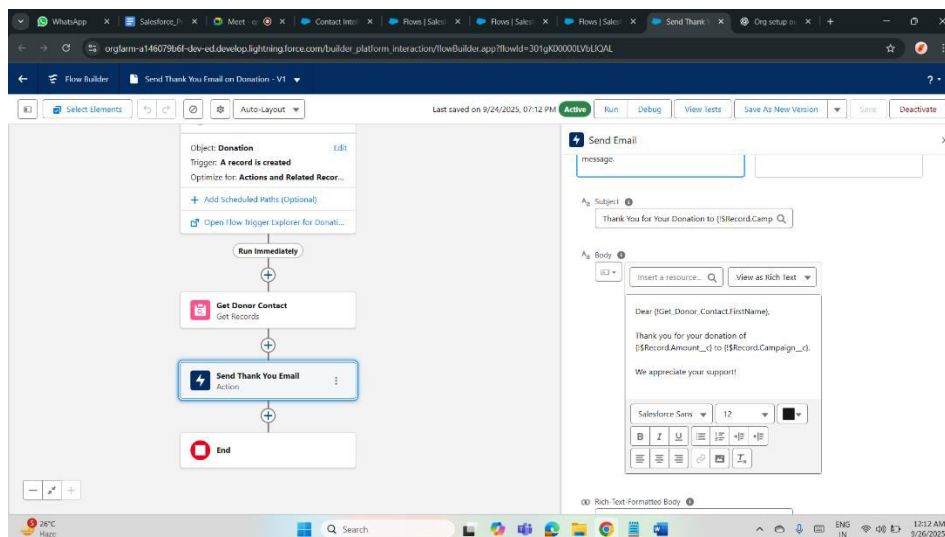 WhatsApp
Salesforce_P
Meet -
Contact Inte
Flows | Sales
Flows | Sales
Flows | Sales
Send Thank
Org setup
orgfarm-a146079b6f-dev-ed.develop.lightning.force.com/builder_platform_interaction/flowBuilder.app?flowId=301gK00000LVbLlQAL
Flow Builder
Send Thank You Email on Donation - V1
?
Select Elements
Auto-Layout
Last saved on 9/24/2025, 07:12 PM
Active
Run
Debug
View Tests
Save As New Version
Save
Deactivate
Object: Donation
Edit
Trigger: A record is created
Optimize for: Actions and Related Recor...
+ Add Scheduled Paths (Optional)
Open Flow Trigger Explorer for Donati...
Run Immediately
Get Donor Contact
Get Records
Send Thank You Email
Action
End
Send Email
message.
Subject
Thank You for Your Donation to {!$Record.Camp
Body
Insert a resource...
View as Rich Text
Dear {!Get_Donor_Contact.FirstName},
Thank you for your donation of
{!$Record.Amount__c} to {!$Record.Campaign__c}.
We appreciate your support!
Salesforce Sans
12
B I U
Rich-Text-Formatted Body
26°C
Haze
Search
ENG
IN
12:12 AM
9/26/2025